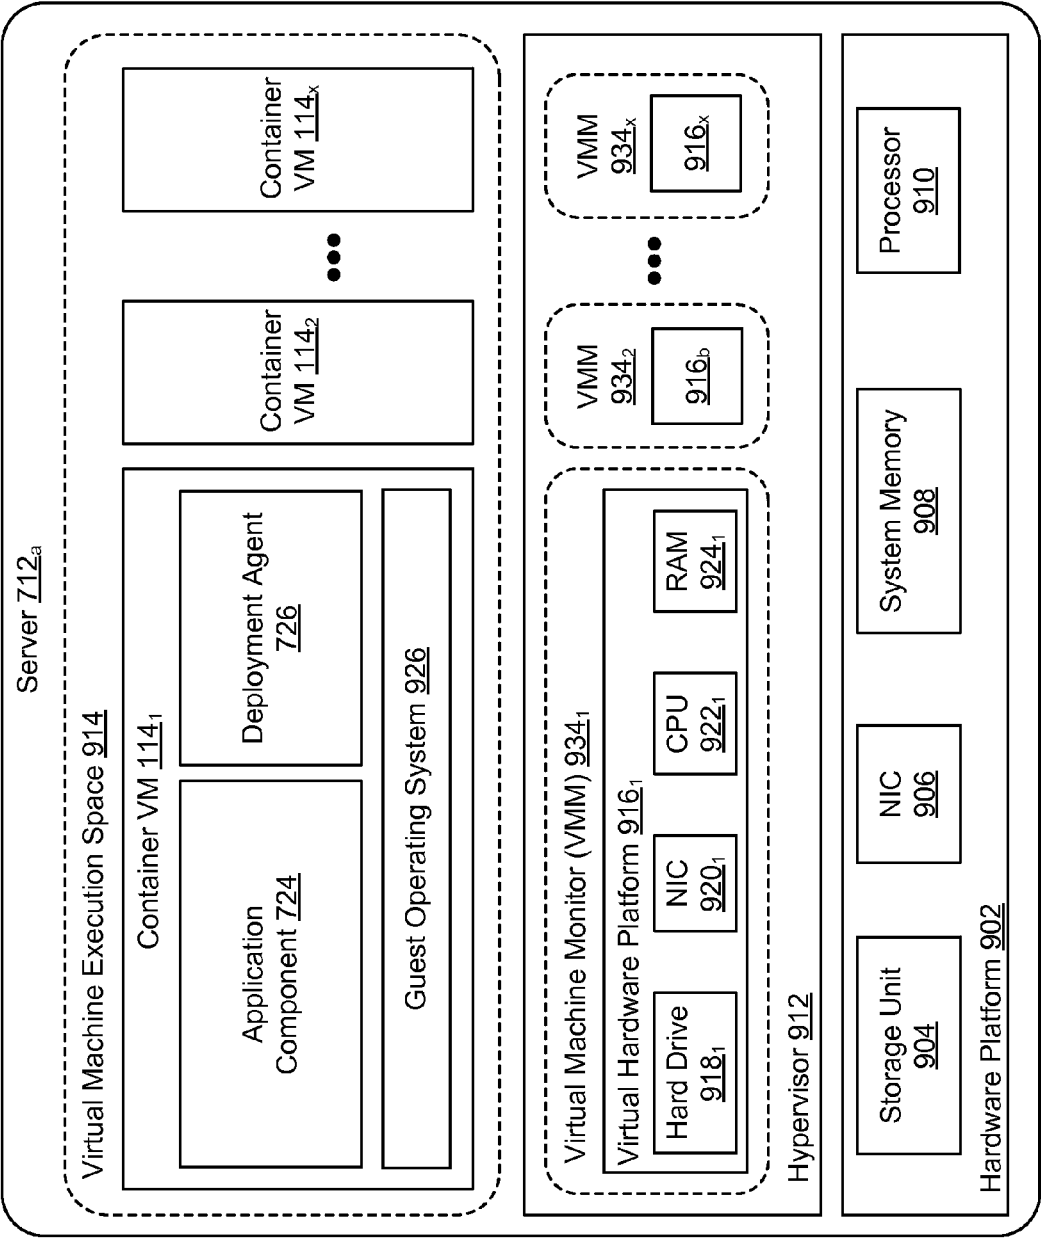 Server 712a
Virtual Machine Execution Space 914
Container VM 114₁
Application
Component 724
Deployment Agent
726
Guest Operating System 926
Container
VM 114₂
Container
VM 114ₓ
Virtual Machine Monitor (VMM) 934₁
Virtual Hardware Platform 916₁
Hard Drive
918₁
NIC
920₁
CPU
922₁
RAM
924₁
VMM
934₂
916b
VMM
934ₓ
916ₓ
Hypervisor 912
Storage Unit
904
NIC
906
System Memory
908
Processor
910
Hardware Platform 902